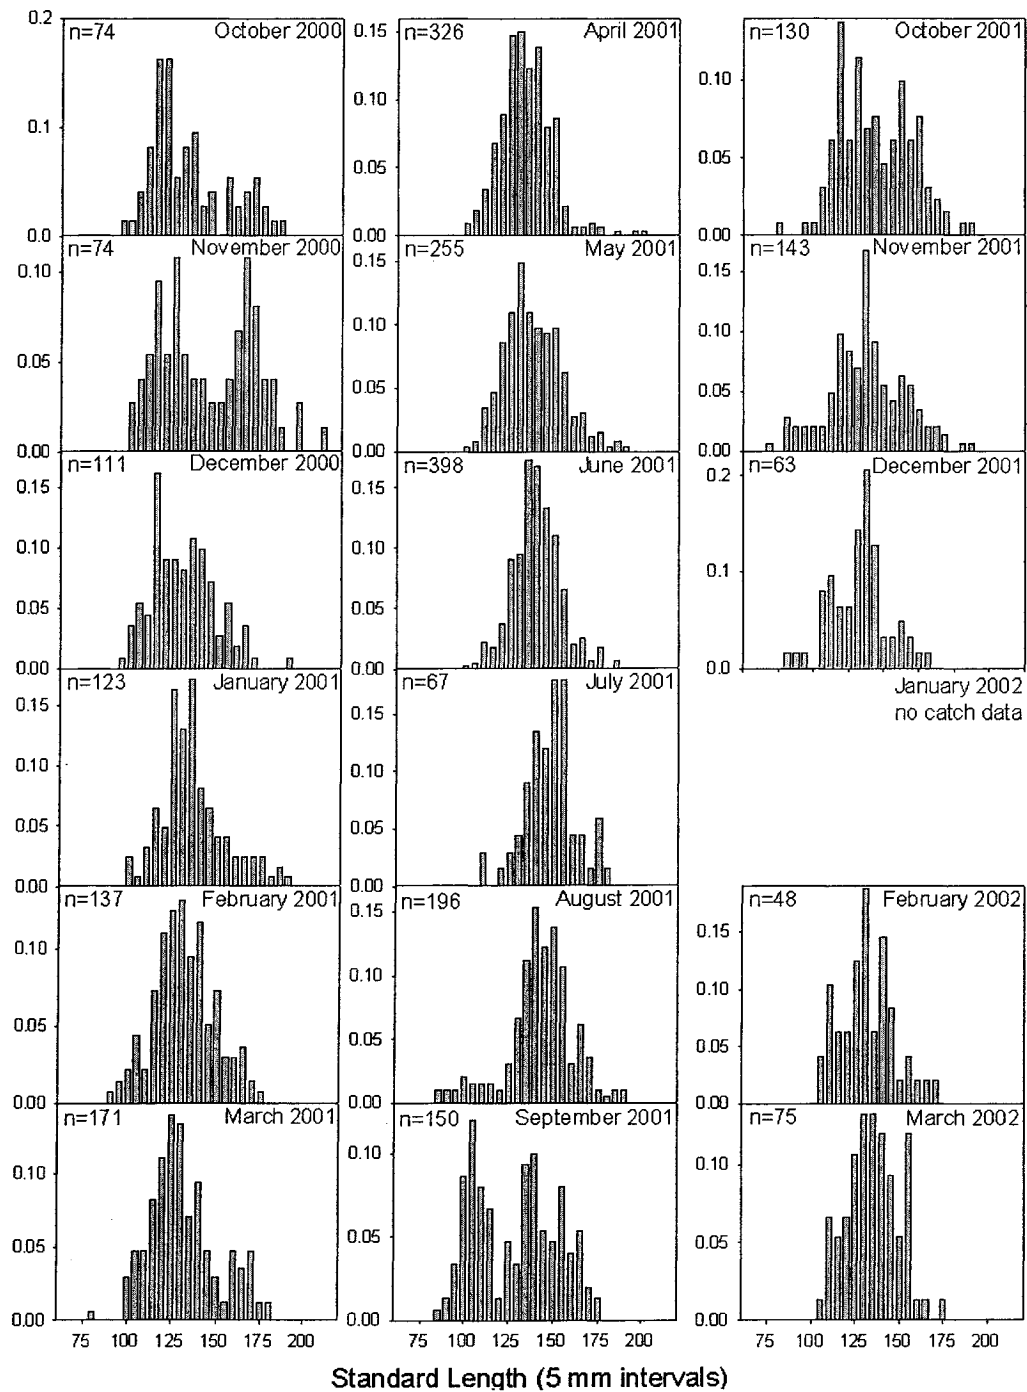 n=74 October 2000
0.2
0.1
0.0
n=74 November 2000
0.10
0.05
0.00
n=111 December 2000
0.15
0.10
0.05
0.00
n=123 January 2001
0.15
0.10
0.05
0.00
n=137 February 2001
0.10
0.05
0.00
n=171 March 2001
0.10
0.05
0.00
75 100 125 150 175 200
n=326 April 2001
0.15
0.10
0.05
0.00
n=255 May 2001
0.15
0.10
0.05
0.00
n=398 June 2001
0.15
0.10
0.05
0.00
n=67 July 2001
0.15
0.10
0.05
0.00
n=196 August 2001
0.15
0.10
0.05
0.00
n=150 September 2001
0.10
0.05
0.00
75 100 125 150 175 200
n=130 October 2001
0.10
0.05
0.00
n=143 November 2001
0.15
0.10
0.05
0.00
n=63 December 2001
0.2
0.1
0.0
January 2002
no catch data
n=48 February 2002
0.15
0.10
0.05
0.00
n=75 March 2002
0.10
0.05
0.00
75 100 125 150 175 200
Standard Length (5 mm intervals)